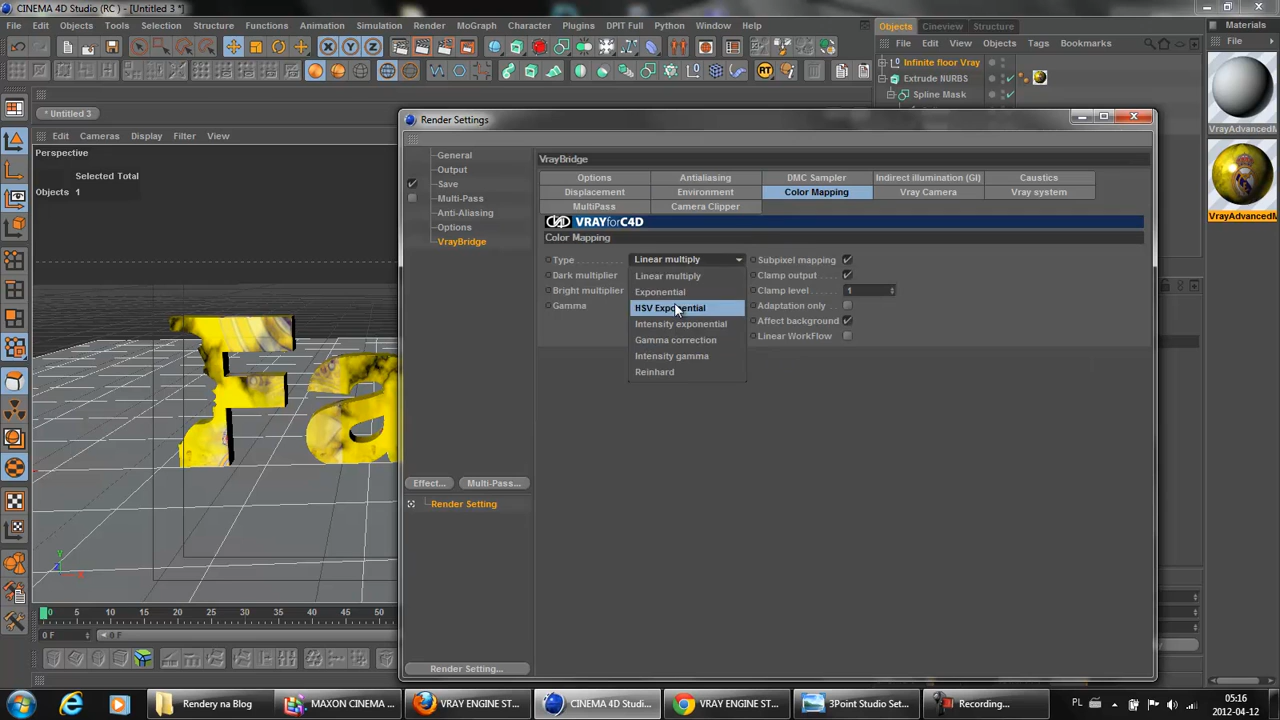 CINEMA 4D Studio (RC ) - [Untitled 3 *]
File Edit Objects Tools Selection Structure Functions Animation Simulation Render MoGraph Character Plugins DPIT Full Python Window Help
Objects Cineview Structure
File Edit View Objects Tags Bookmarks
Materials
File
Infinite floor Vray
Extrude NURBS
Spline Mask
* Untitled 3
Edit Cameras Display Filter View
Perspective
Selected Total
Objects 1
Fa
Render Settings
General
Output
Save
Multi-Pass
Anti-Aliasing
Options
VrayBridge
Effect... Multi-Pass...
Render Setting
Render Setting...
VrayBridge
Options Antialiasing DMC Sampler Indirect illumination (GI) Caustics
Displacement Environment Color Mapping Vray Camera Vray system
MultiPass Camera Clipper
VRAYforC4D
Color Mapping
Type Linear multiply
Dark multiplier
Bright multiplier
Gamma
Linear multiply
Exponential
HSV Exponential
Intensity exponential
Gamma correction
Intensity gamma
Reinhard
Subpixel mapping
Clamp output
Clamp level 1
Adaptation only
Affect background
Linear WorkFlow
VrayAdvancedM
VrayAdvancedM
0 5 10 15 20 25 30 35 40 45 50
0 F 0 F
Rendery na Blog
MAXON CINEMA ...
VRAY ENGINE ST...
CINEMA 4D Studi...
VRAY ENGINE ST...
3Point Studio Set...
Recording...
PL
05:16
2012-04-12